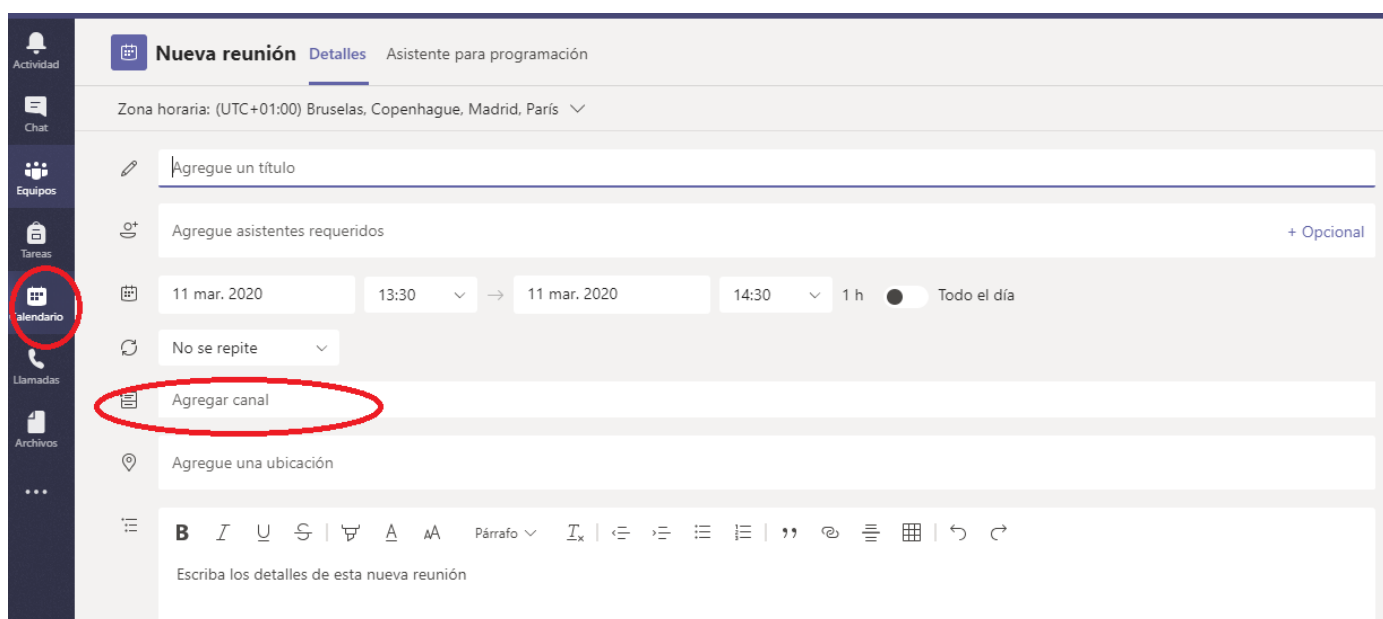 Actividad
Chat
Equipos
Tareas
Calendario
Llamadas
Archivos
Nueva reunión Detalles Asistente para programación
Zona horaria: (UTC+01:00) Bruselas, Copenhague, Madrid, París
Agregue un título
Agregue asistentes requeridos + Opcional
11 mar. 2020 13:30 → 11 mar. 2020 14:30 1 h Todo el día
No se repite
Agregar canal
Agregue una ubicación
B I U S A AA Párrafo Ix
Escriba los detalles de esta nueva reunión